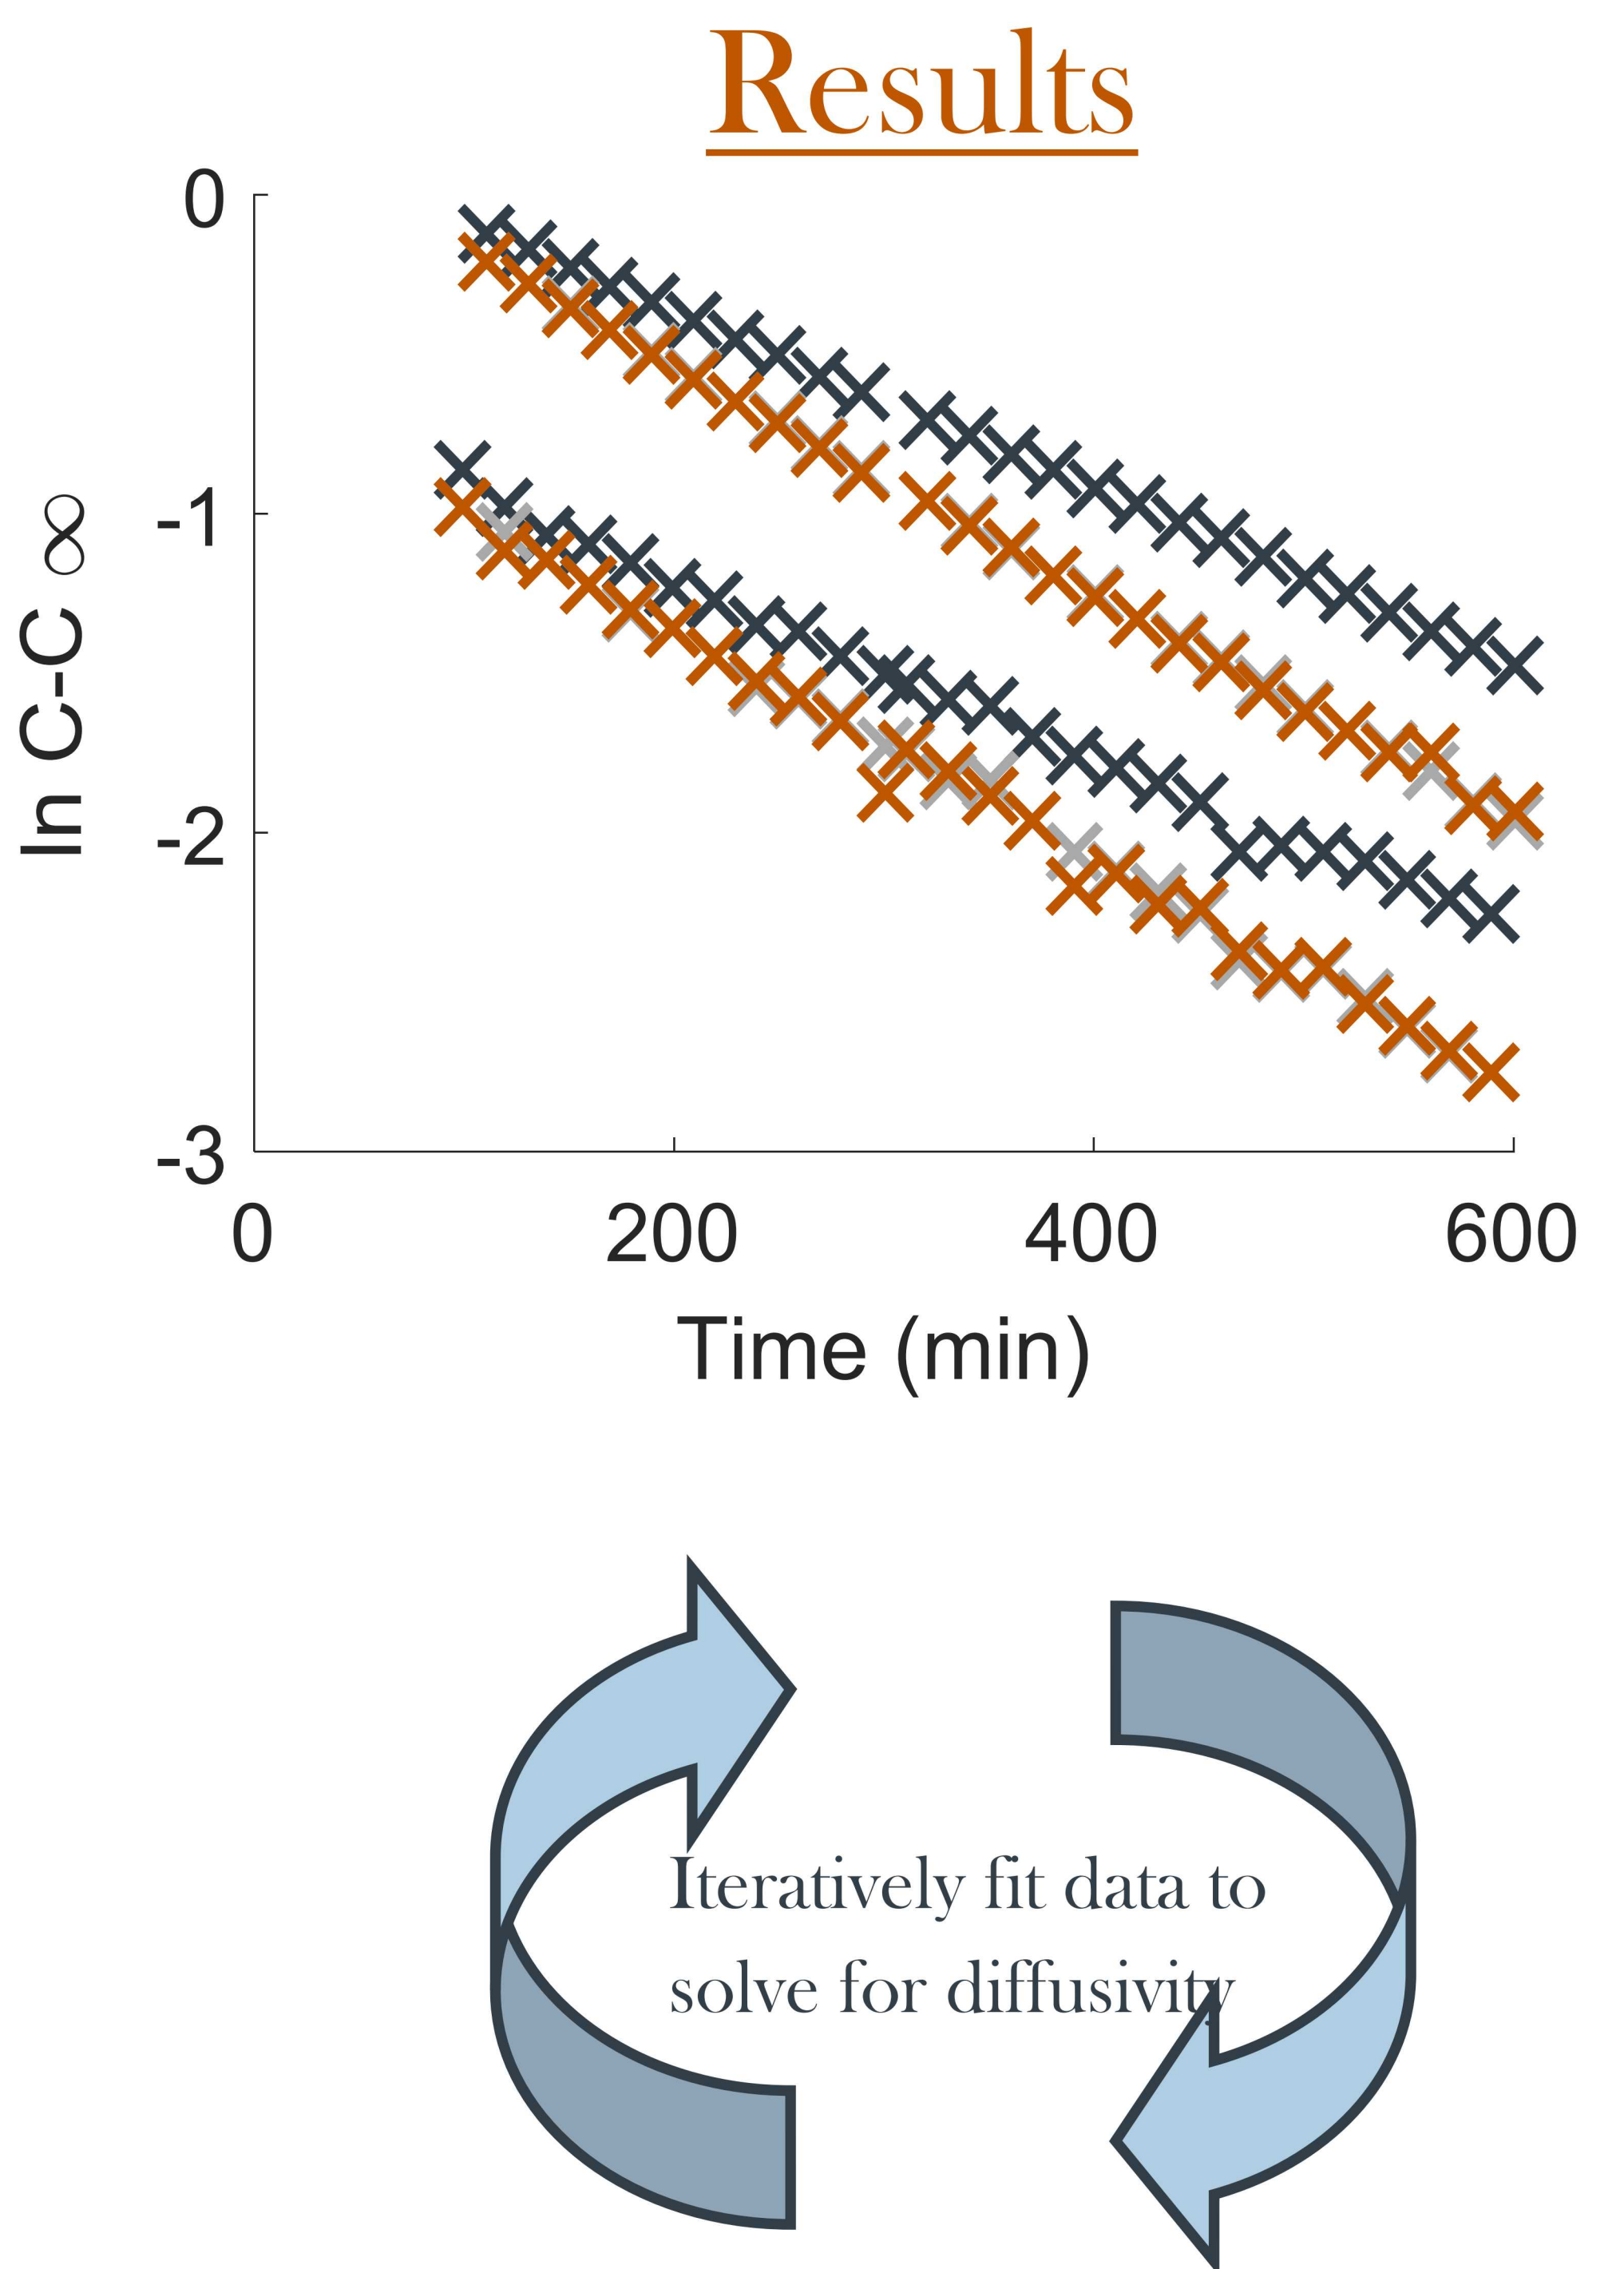 Results
0
-1
-2
-3
ln C-C ∞
0 200 400 600
Time (min)
Iteratively fit data to
solve for diffusivity